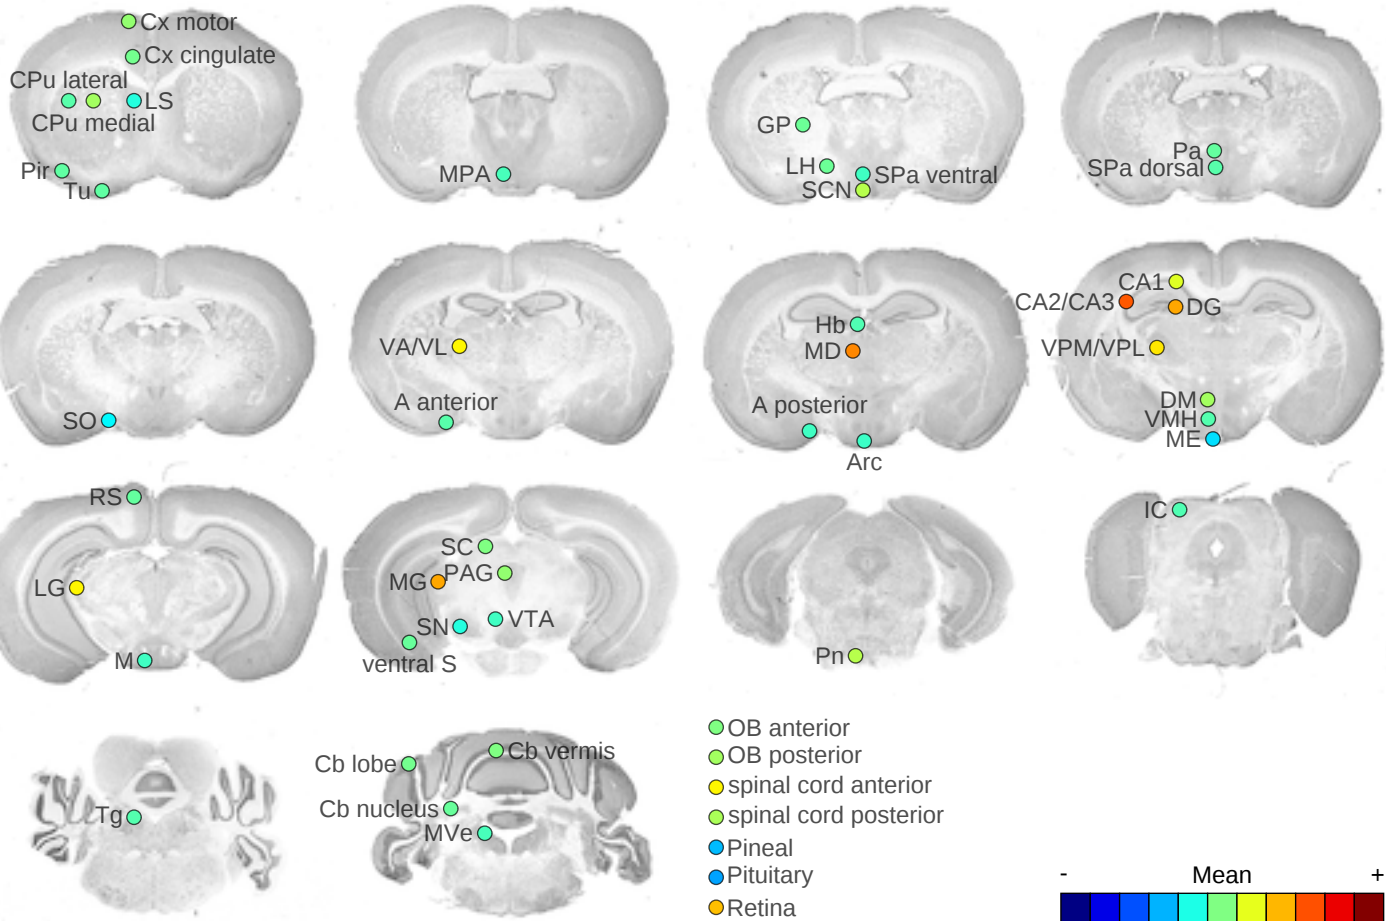 Cx motor
Cx cingulate
CPu lateral
LS
CPu medial
Pir
Tu
MPA
GP
LH
SPa ventral
SCN
Pa
SPa dorsal
SO
VA/VL
A anterior
Hb
MD
A posterior
Arc
CA1
CA2/CA3
DG
VPM/VPL
DM
VMH
ME
RS
LG
M
SC
MG PAG
SN VTA
ventral S
Pn
IC
Tg
Cb vermis
Cb lobe
Cb nucleus
MVe
OB anterior
OB posterior
spinal cord anterior
spinal cord posterior
Pineal
Pituitary
Retina
- Mean +